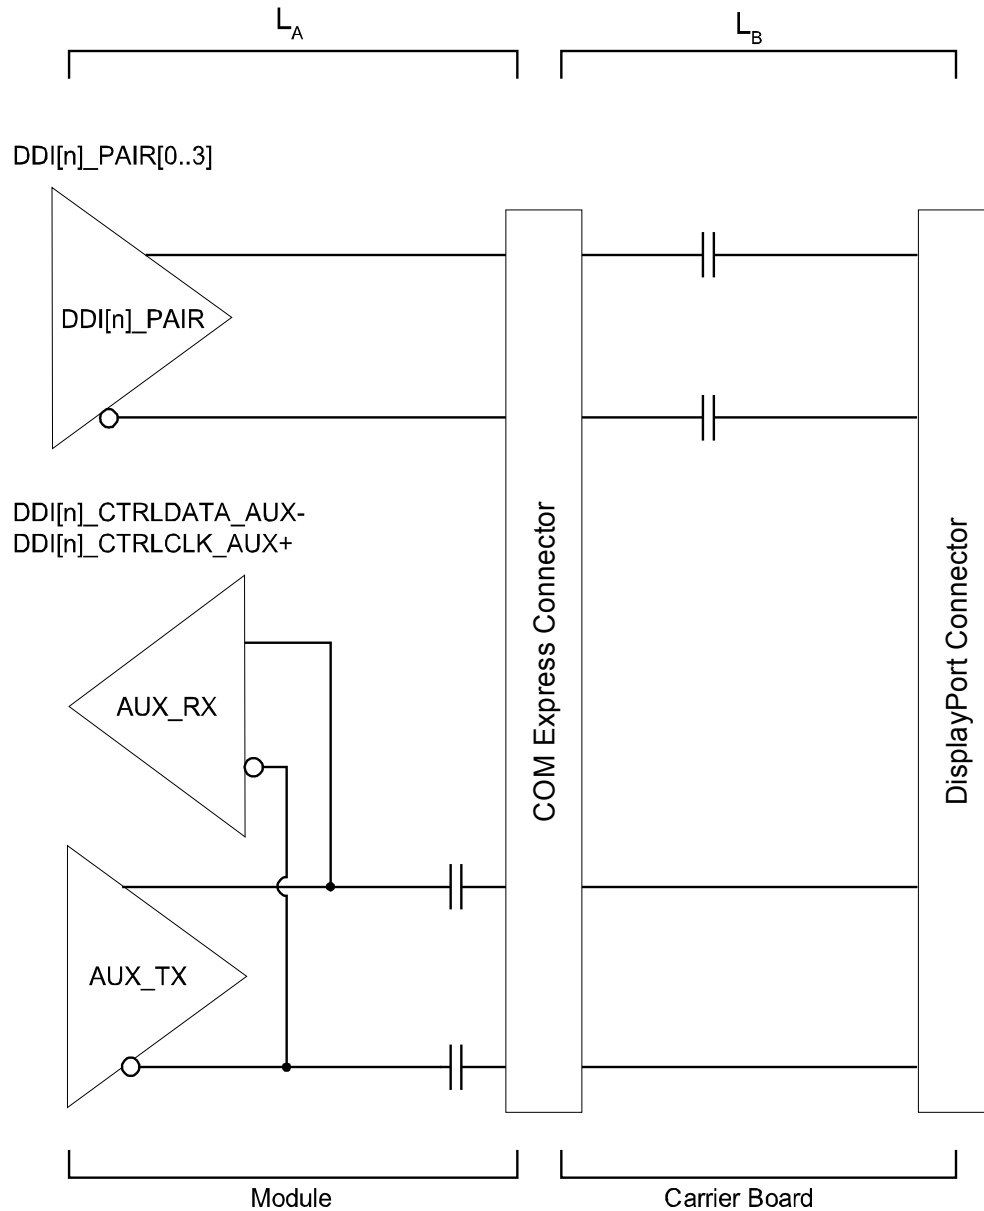 L_A
L_B
DDI[n]_PAIR[0..3]
DDI[n]_PAIR
DDI[n]_CTRLDATA_AUX-
DDI[n]_CTRLCLK_AUX+
AUX_RX
AUX_TX
COM Express Connector
DisplayPort Connector
Module
Carrier Board